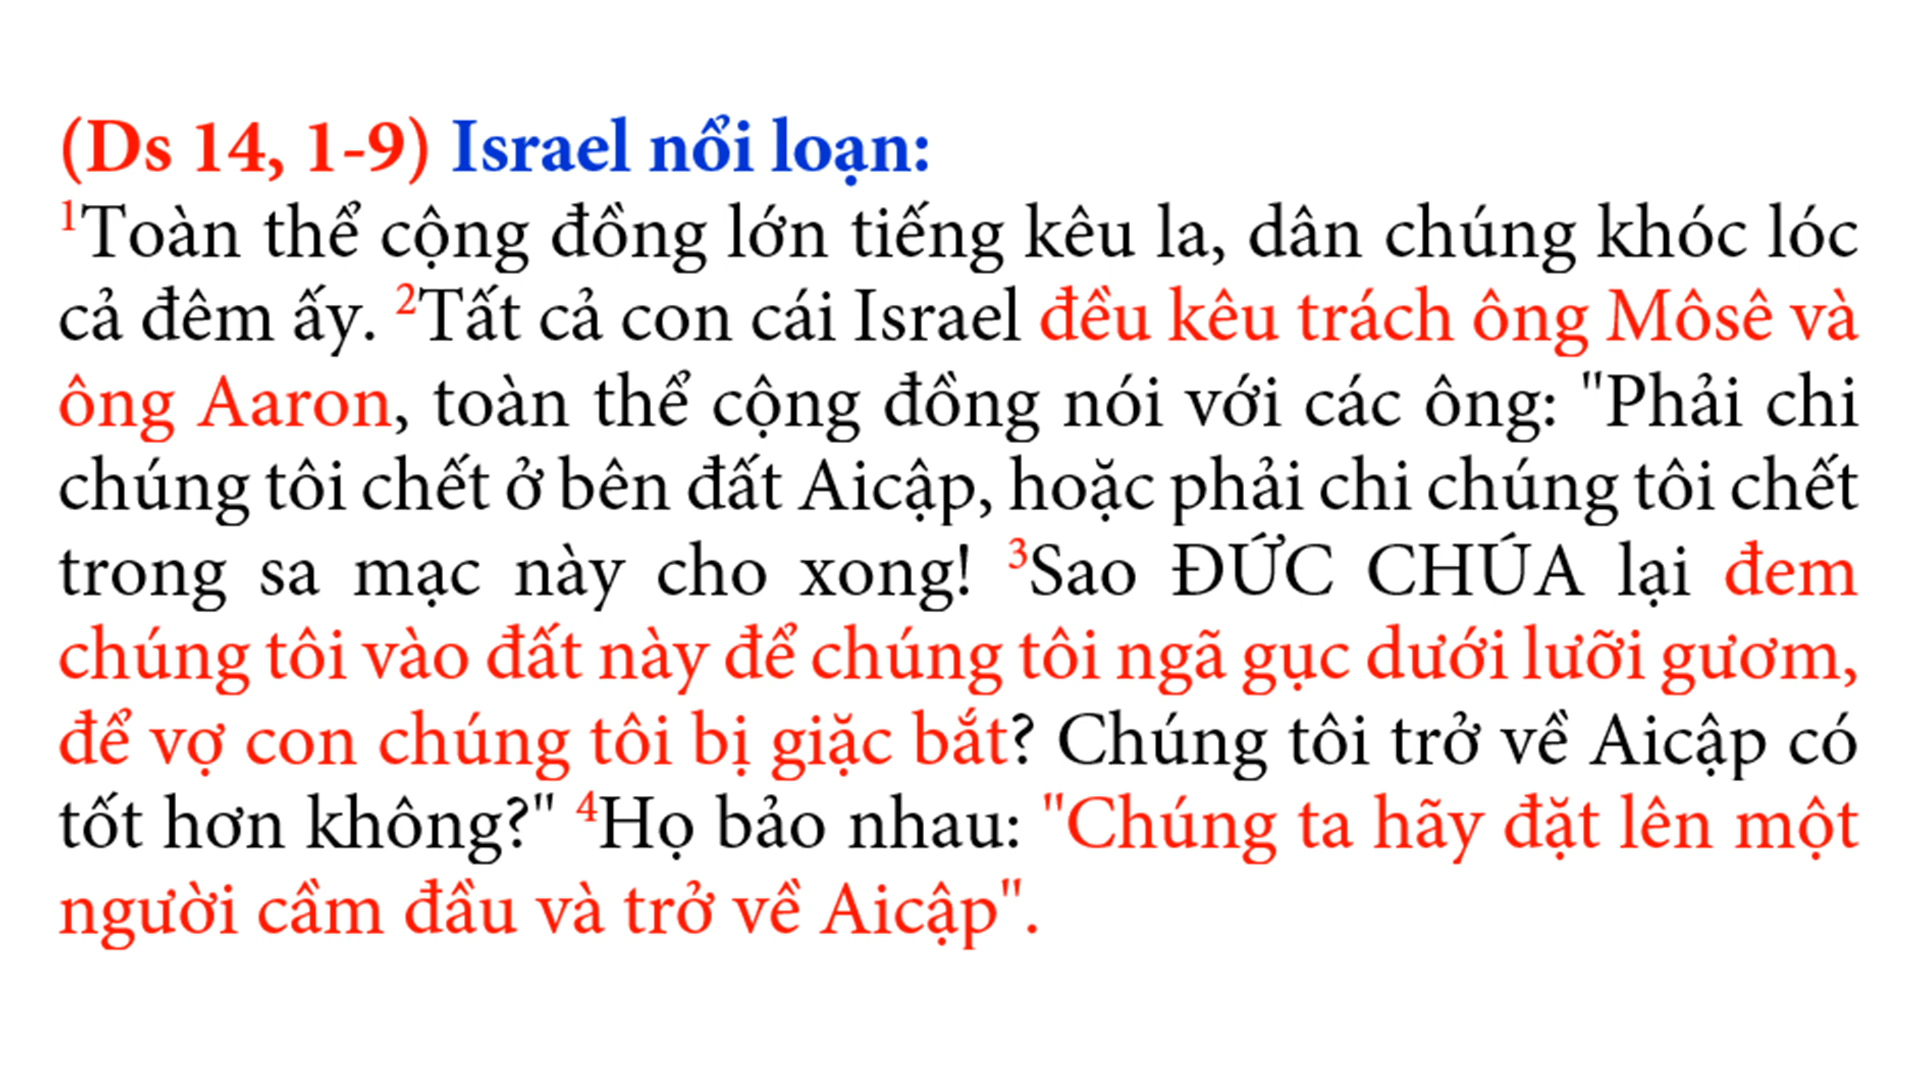 (Ds 14, 1-9) Israel nổi loạn:
¹Toàn thể cộng đồng lớn tiếng kêu la, dân chúng khóc lóc
cả đêm ấy. ²Tất cả con cái Israel đều kêu trách ông Môsê và
ông Aaron, toàn thể cộng đồng nói với các ông: "Phải chi
chúng tôi chết ở bên đất Aicập, hoặc phải chi chúng tôi chết
trong sa mạc này cho xong! ³Sao ĐỨC CHÚA lại đem
chúng tôi vào đất này để chúng tôi ngã gục dưới lưỡi gươm,
để vợ con chúng tôi bị giặc bắt? Chúng tôi trở về Aicập có
tốt hơn không?" ⁴Họ bảo nhau: "Chúng ta hãy đặt lên một
người cầm đầu và trở về Aicập".